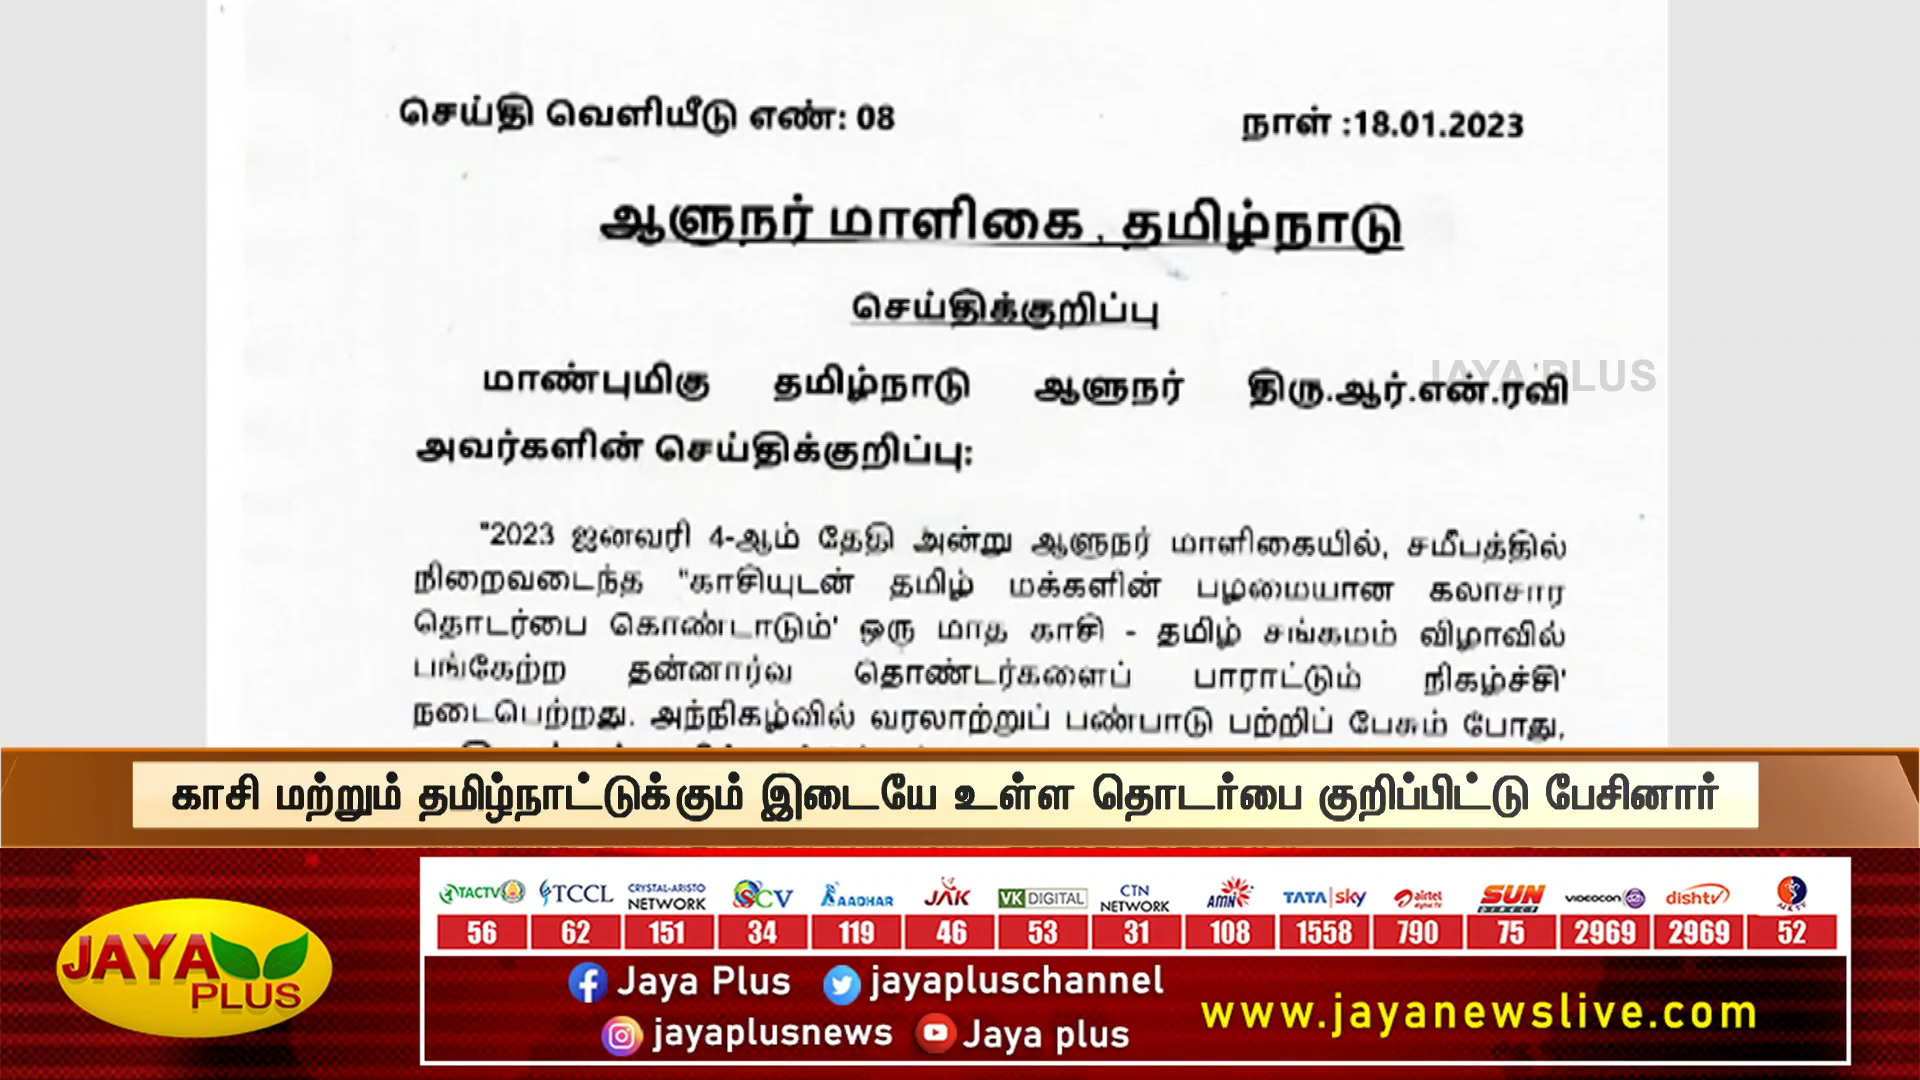 செய்தி வெளியீடு எண்: 08 நாள் :18.01.2023
ஆளுநர் மாளிகை, தமிழ்நாடு
செய்திக்குறிப்பு
மாண்புமிகு தமிழ்நாடு ஆளுநர் திரு.ஆர்.என்.ரவி
JAYA PLUS
அவர்களின் செய்திக்குறிப்பு:
"2023 ஜனவரி 4-ஆம் தேதி அன்று ஆளுநர் மாளிகையில், சமீபத்தில்
நிறைவடைந்த "காசியுடன் தமிழ் மக்களின் பழமையான கலாசார
தொடர்பை கொண்டாடும்' ஒரு மாத காசி - தமிழ் சங்கமம் விழாவில்
பங்கேற்ற தன்னார்வ தொண்டர்களைப் பாராட்டும் நிகழ்ச்சி'
நடைபெற்றது. அந்நிகழ்வில் வரலாற்றுப் பண்பாடு பற்றிப் பேசும் போது,
காசி மற்றும் தமிழ்நாட்டுக்கும் இடையே உள்ள தொடர்பை குறிப்பிட்டு பேசினார்
TACTV TCCL CRYSTAL-ARISTO NETWORK SCV AADHAR JAK VK DIGITAL CTN NETWORK AMN TATA sky airtel digital TV SUN DIRECT VIDEOCON dishtv
56 62 151 34 119 46 53 31 108 1558 790 75 2969 2969 52
JAYA PLUS
Jaya Plus jayapluschannel
jayaplusnews Jaya plus
www.jayanewslive.com